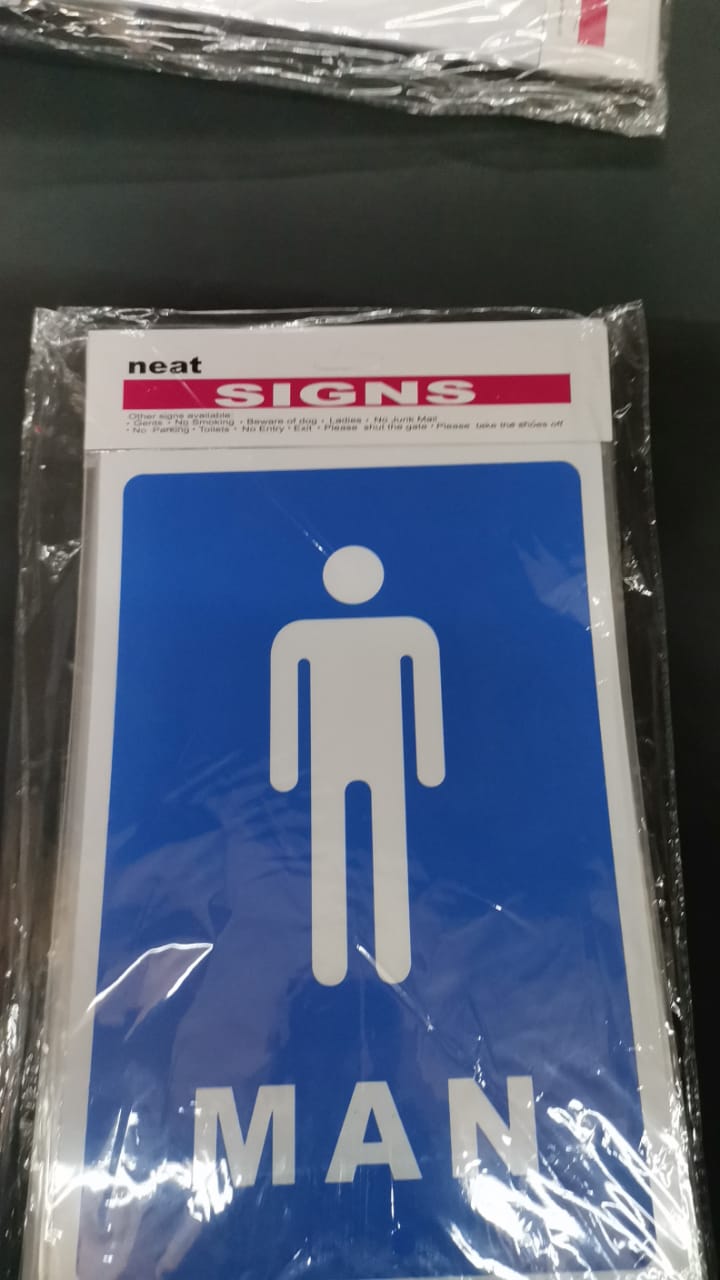 neat
SIGNS
Other signs available:
• Gents • No Smoking • Beware of dog • Ladies • No Junk Mail
• No Parking • Toilets • No Entry • Exit • Please shut the gate • Please take the shoes off
MAN